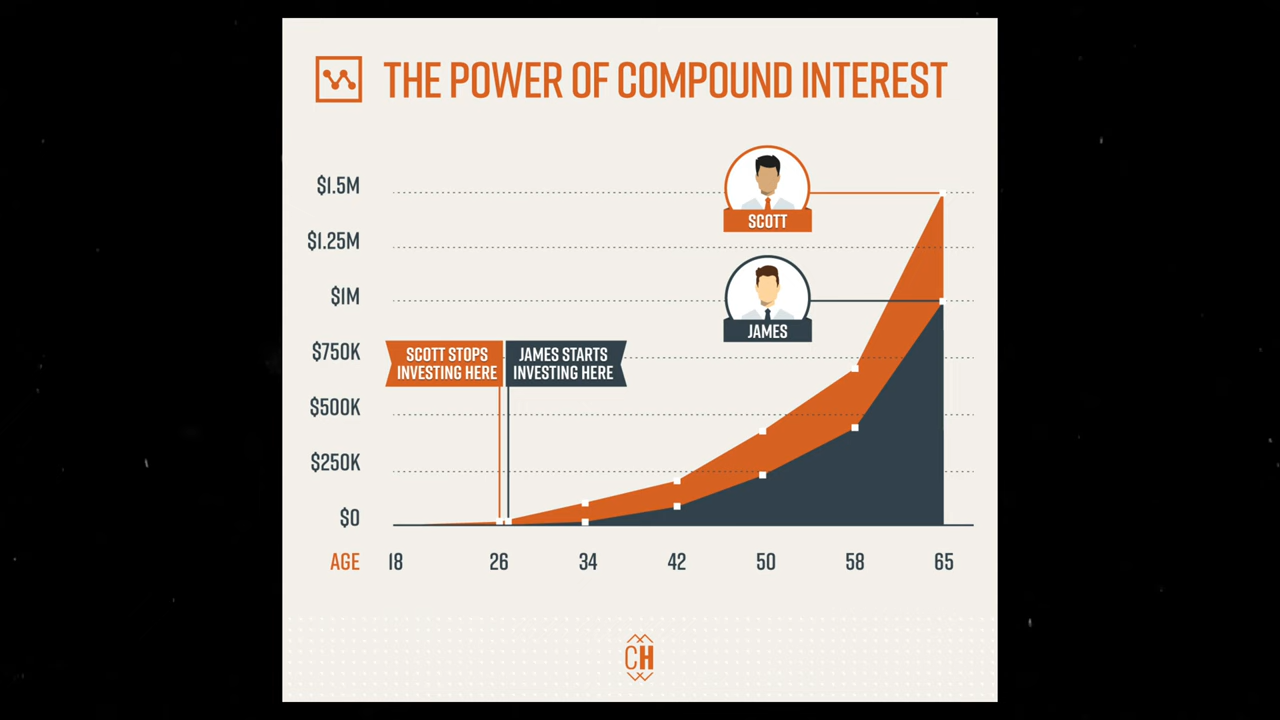 THE POWER OF COMPOUND INTEREST
$1.5M
SCOTT
$1.25M
$1M
JAMES
$750K
SCOTT STOPS
INVESTING HERE
JAMES STARTS
INVESTING HERE
$500K
$250K
$0
AGE 18 26 34 42 50 58 65
CH